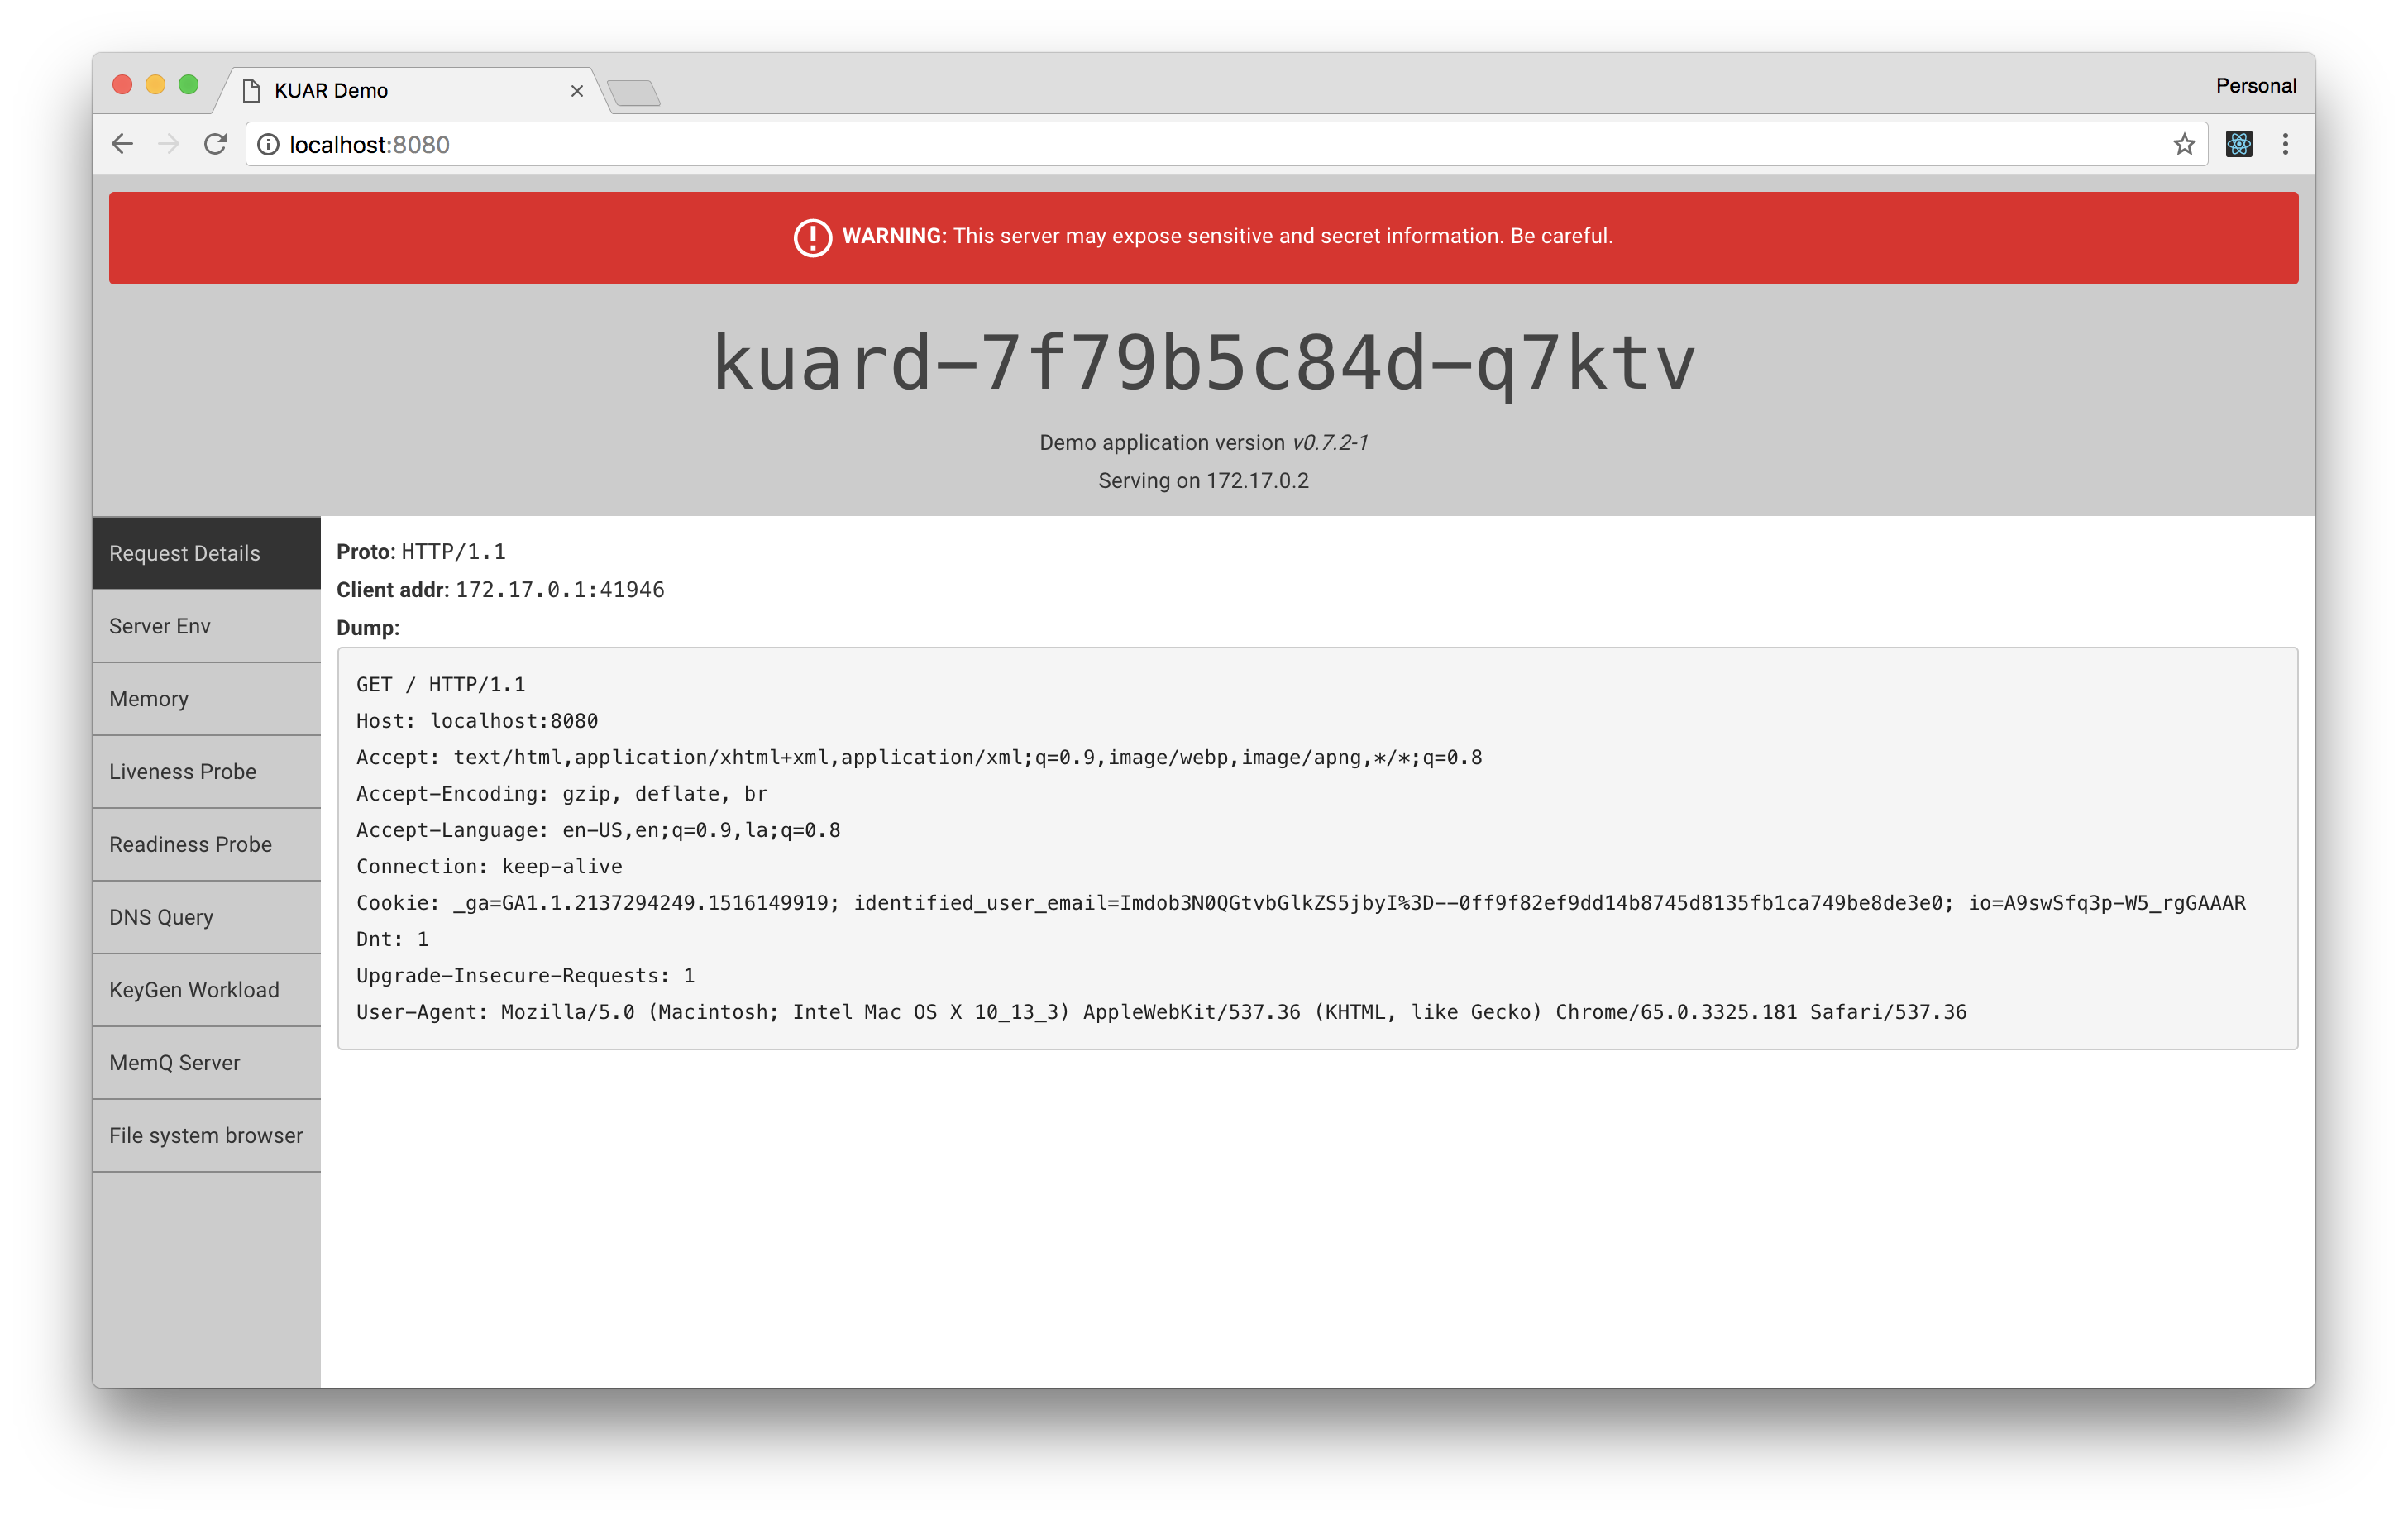 KUAR Demo
Personal
localhost:8080
WARNING: This server may expose sensitive and secret information. Be careful.
kuard-7f79b5c84d-q7ktv
Demo application version v0.7.2-1
Serving on 172.17.0.2
Request Details
Server Env
Memory
Liveness Probe
Readiness Probe
DNS Query
KeyGen Workload
MemQ Server
File system browser
Proto: HTTP/1.1
Client addr: 172.17.0.1:41946
Dump:
GET / HTTP/1.1
Host: localhost:8080
Accept: text/html,application/xhtml+xml,application/xml;q=0.9,image/webp,image/apng,*/*;q=0.8
Accept-Encoding: gzip, deflate, br
Accept-Language: en-US,en;q=0.9,la;q=0.8
Connection: keep-alive
Cookie: _ga=GA1.1.2137294249.1516149919; identified_user_email=Imdob3N0QGtvbGlkZS5jbyI%3D--0ff9f82ef9dd14b8745d8135fb1ca749be8de3e0; io=A9swSfq3p-W5_rgGAAAR
Dnt: 1
Upgrade-Insecure-Requests: 1
User-Agent: Mozilla/5.0 (Macintosh; Intel Mac OS X 10_13_3) AppleWebKit/537.36 (KHTML, like Gecko) Chrome/65.0.3325.181 Safari/537.36